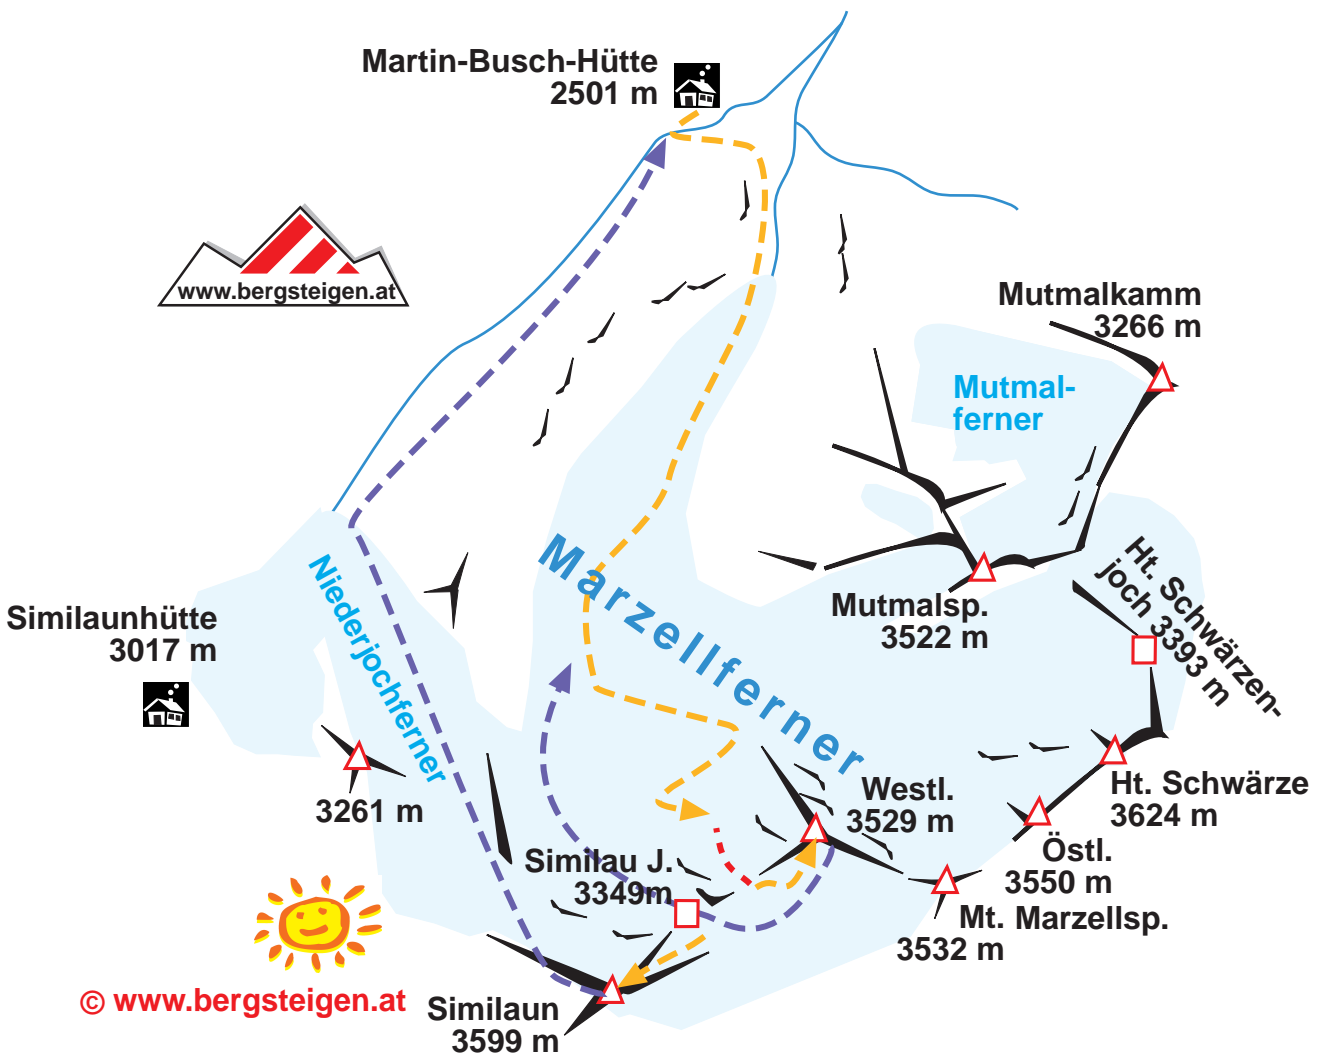 Martin-Busch-Hütte
2501 m
www.bergsteigen.at
Mutmalkamm
3266 m
Mutmal-
ferner
Marzellferner
Niederjochferner
Similaunhütte
3017 m
Mutmalsp.
3522 m
Ht. Schwärzen-
joch 3393 m
3261 m
Westl.
3529 m
Ht. Schwärze
3624 m
Similau J.
3349m
Östl.
3550 m
Mt. Marzellsp.
3532 m
© www.bergsteigen.at
Similaun
3599 m